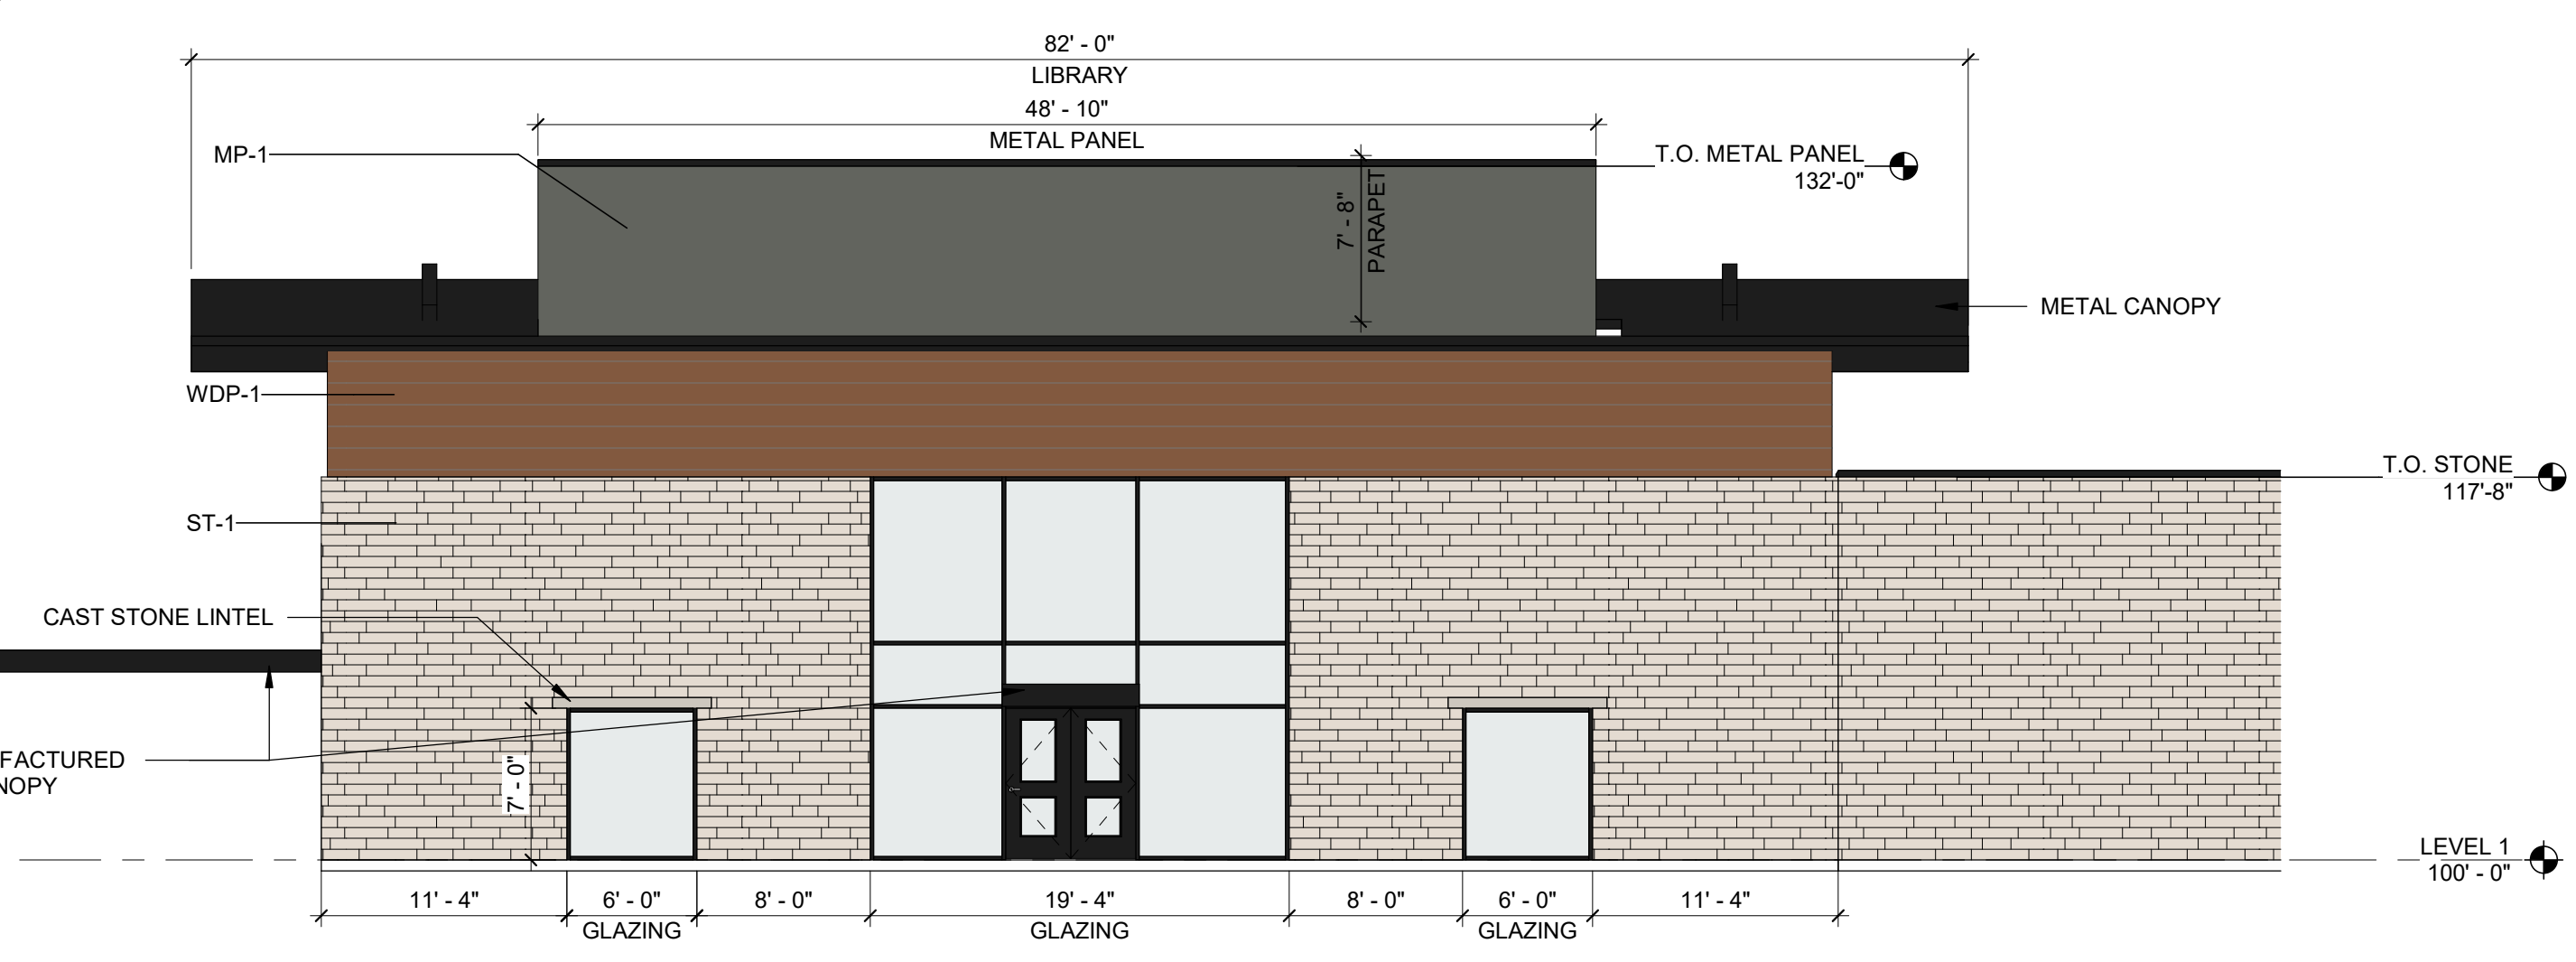 82' - 0"
LIBRARY
48' - 10"
METAL PANEL
MP-1
T.O. METAL PANEL
132'-0"
7' - 8"
PARAPET
METAL CANOPY
WDP-1
T.O. STONE
117'-8"
ST-1
CAST STONE LINTEL
FACTURED
NOPY
7' - 0"
LEVEL 1
100' - 0"
11' - 4"
6' - 0"
8' - 0"
19' - 4"
8' - 0"
6' - 0"
11' - 4"
GLAZING
GLAZING
GLAZING